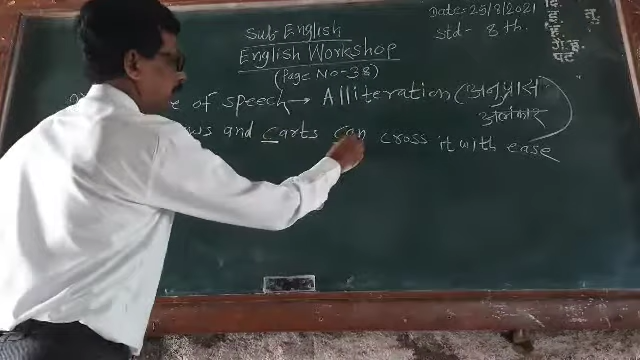 Date=25/8/2021
Sub English
Std- 8 th.
English Workshop
(Page No-38)
of speech → Alliteration (अनुप्रास
अलंकार)
and carts can cross it with ease